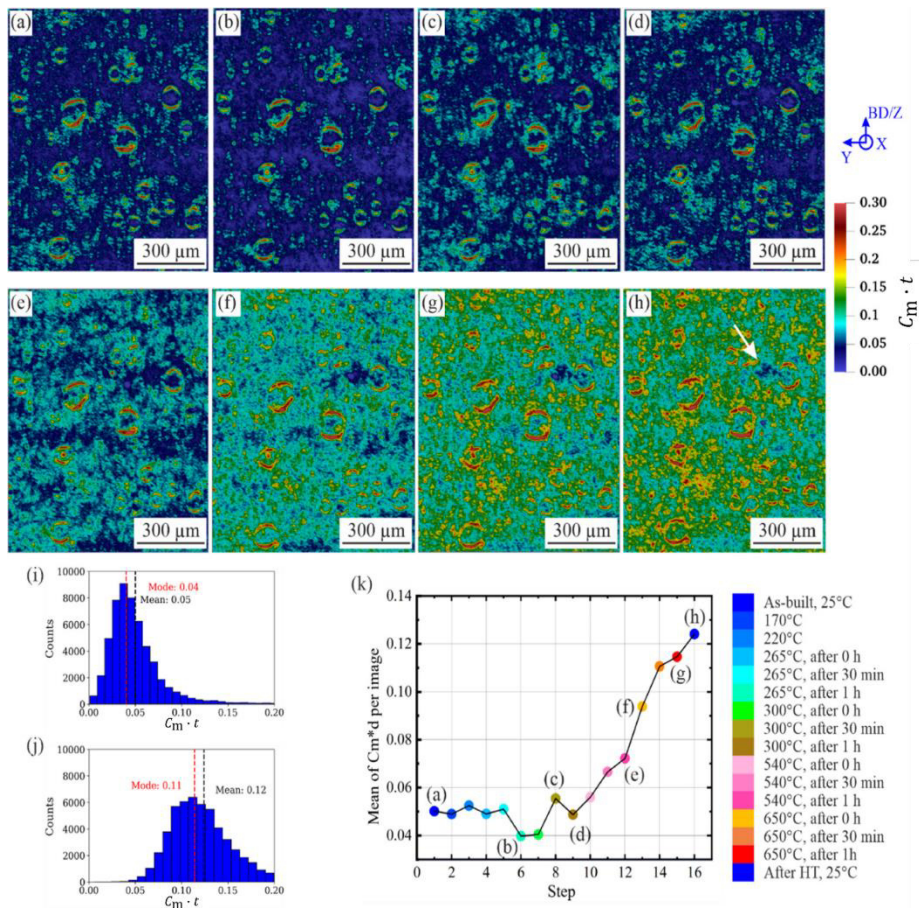 (a) (b) (c) (d)
BD/Z
Y X
300 µm 300 µm 300 µm 300 µm
0.30
0.25
0.20
0.15
0.10
0.05
0.00
Cm · t
(e) (f) (g) (h)
300 µm 300 µm 300 µm 300 µm
(i)
10000
8000
6000
4000
2000
0
Counts
Mode: 0.04
Mean: 0.05
0.00 0.05 0.10 0.15 0.20
Cm · t
(j)
10000
8000
6000
4000
2000
0
Counts
Mode: 0.11
Mean: 0.12
0.00 0.05 0.10 0.15 0.20
Cm · t
(k)
0.14
0.12
0.10
0.08
0.06
0.04
Mean of Cm*d per image
(a)
(b)
(c)
(d)
(e)
(f)
(g)
(h)
0 2 4 6 8 10 12 14 16
Step
As-built, 25°C
170°C
220°C
265°C, after 0 h
265°C, after 30 min
265°C, after 1 h
300°C, after 0 h
300°C, after 30 min
300°C, after 1 h
540°C, after 0 h
540°C, after 30 min
540°C, after 1 h
650°C, after 0 h
650°C, after 30 min
650°C, after 1h
After HT, 25°C